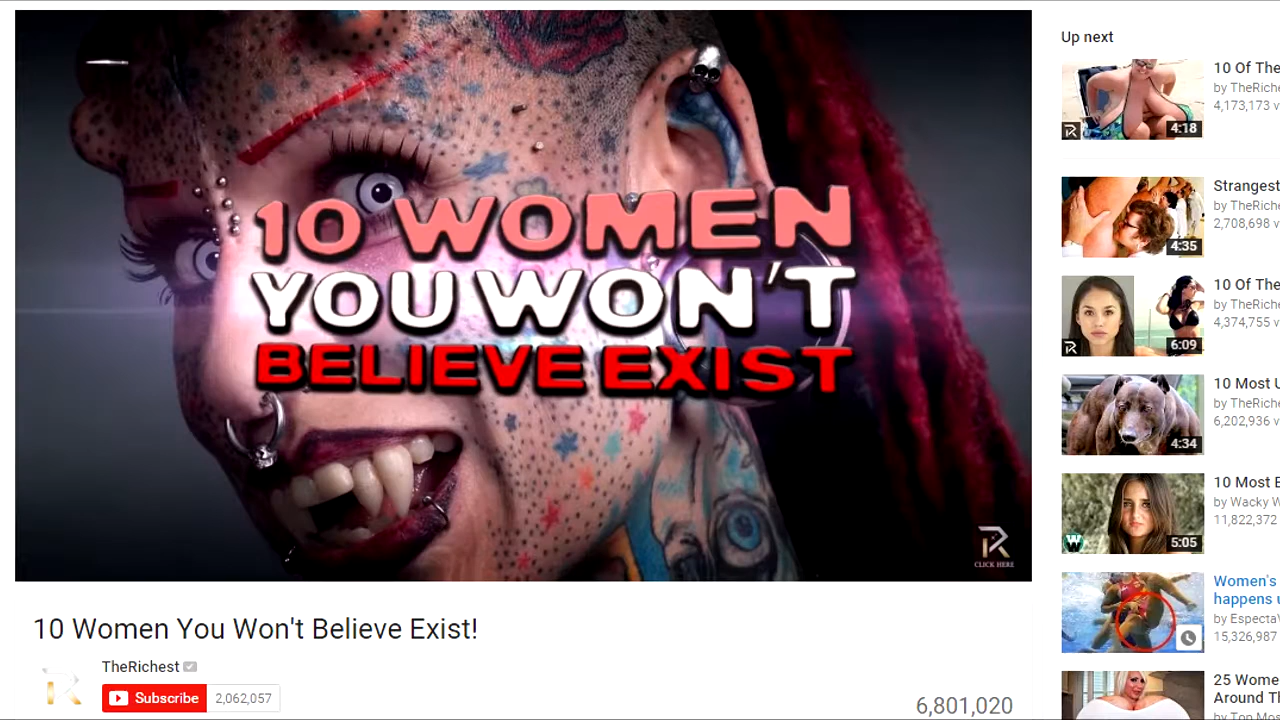 10 WOMEN
YOU WON'T
BELIEVE EXIST
CLICK HERE
10 Women You Won't Believe Exist!
TheRichest
Subscribe 2,062,057
6,801,020
Up next
10 Of The
by TheRiche
4,173,173 v
4:18
Strangest
by TheRiche
2,708,698 v
4:35
10 Of The
by TheRiche
4,374,755 v
6:09
10 Most U
by TheRiche
6,202,936 v
4:34
10 Most E
by Wacky W
11,822,372
W
5:05
Women's
happens u
by EspectaV
15,326,987
25 Wome
Around Th
by Top Mos